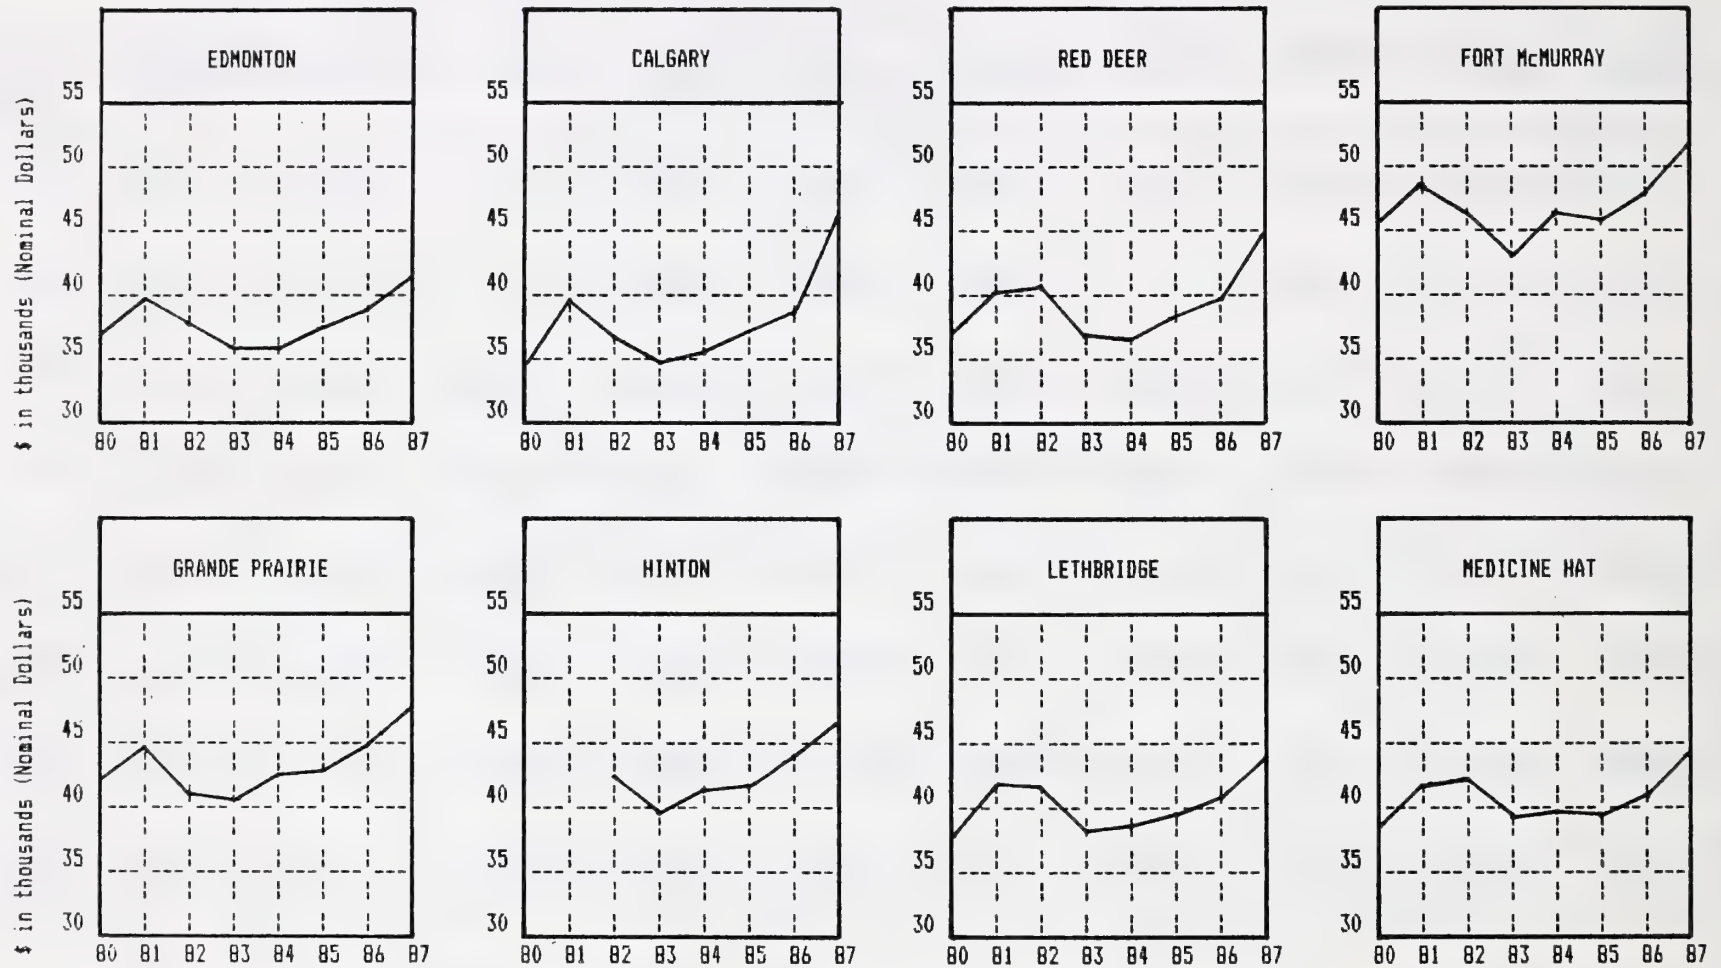 EDMONTON
CALGARY
RED DEER
FORT McMURRAY
$ in thousands (Nominal Dollars)
55
50
45
40
35
30
80 81 82 83 84 85 86 87
55
50
45
40
35
30
80 81 82 83 84 85 86 87
55
50
45
40
35
30
80 81 82 83 84 85 86 87
55
50
45
40
35
30
80 81 82 83 84 85 86 87
GRANDE PRAIRIE
HINTON
LETHBRIDGE
MEDICINE HAT
$ in thousands (Nominal Dollars)
55
50
45
40
35
30
80 81 82 83 84 85 86 87
55
50
45
40
35
30
80 81 82 83 84 85 86 87
55
50
45
40
35
30
80 81 82 83 84 85 86 87
55
50
45
40
35
30
80 81 82 83 84 85 86 87